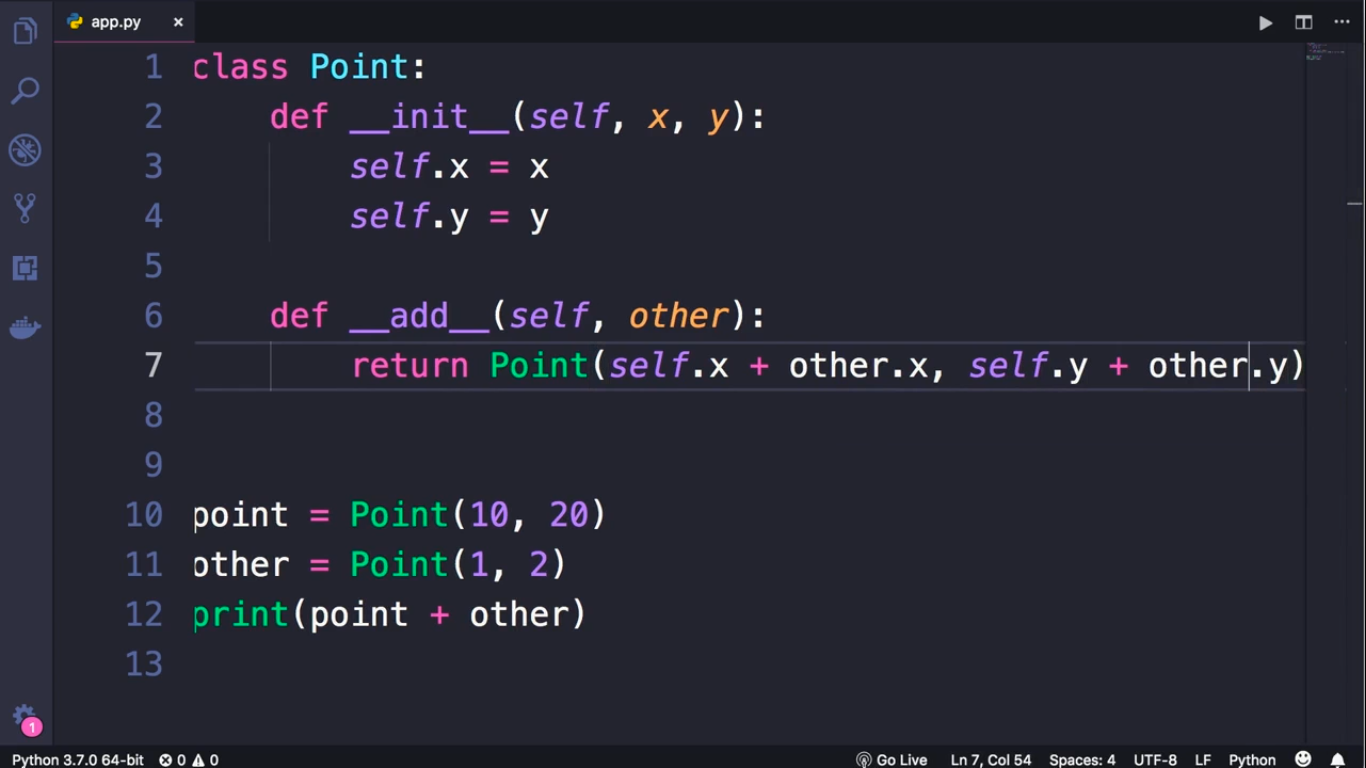 app.py ×
1 class Point:
2     def __init__(self, x, y):
3         self.x = x
4         self.y = y
5
6     def __add__(self, other):
7         return Point(self.x + other.x, self.y + other.y)
8
9
10 point = Point(10, 20)
11 other = Point(1, 2)
12 print(point + other)
13
1
Python 3.7.0 64-bit 0 0 Go Live Ln 7, Col 54 Spaces: 4 UTF-8 LF Python